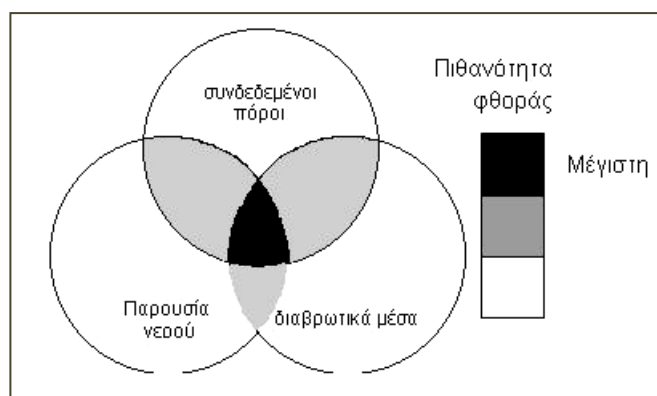 συνδεδεμένοι
πόροι
Πιθανότητα
φθοράς
Μέγιστη
Παρουσία
νερού
διαβρωτικά μέσα